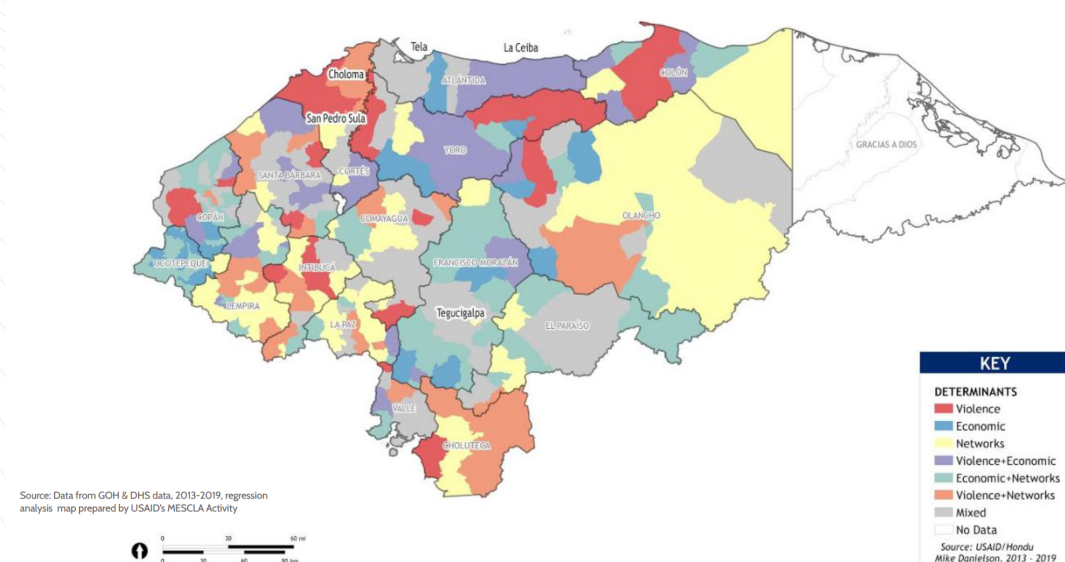 Tela
La Ceiba
Choloma
ATLÁNTIDA
COLÓN
San Pedro Sula
YORO
GRACIAS A DIOS
SANTA BÁRBARA
CORTÉS
COPÁN
COMAYAGUA
OLANCHO
OCOTEPEQUE
INTIBUCÁ
FRANCISCO MORAZÁN
LEMPIRA
Tegucigalpa
LA PAZ
EL PARAÍSO
VALLE
CHOLUTECA
KEY
DETERMINANTS
Violence
Economic
Networks
Violence+Economic
Economic+Networks
Violence+Networks
Mixed
No Data
Source: USAID/Hondu
Mike Danielson, 2013 - 2019
Source: Data from GOH & DHS data, 2013-2019, regression
analysis map prepared by USAID's MESCLA Activity
0 30 60 mi